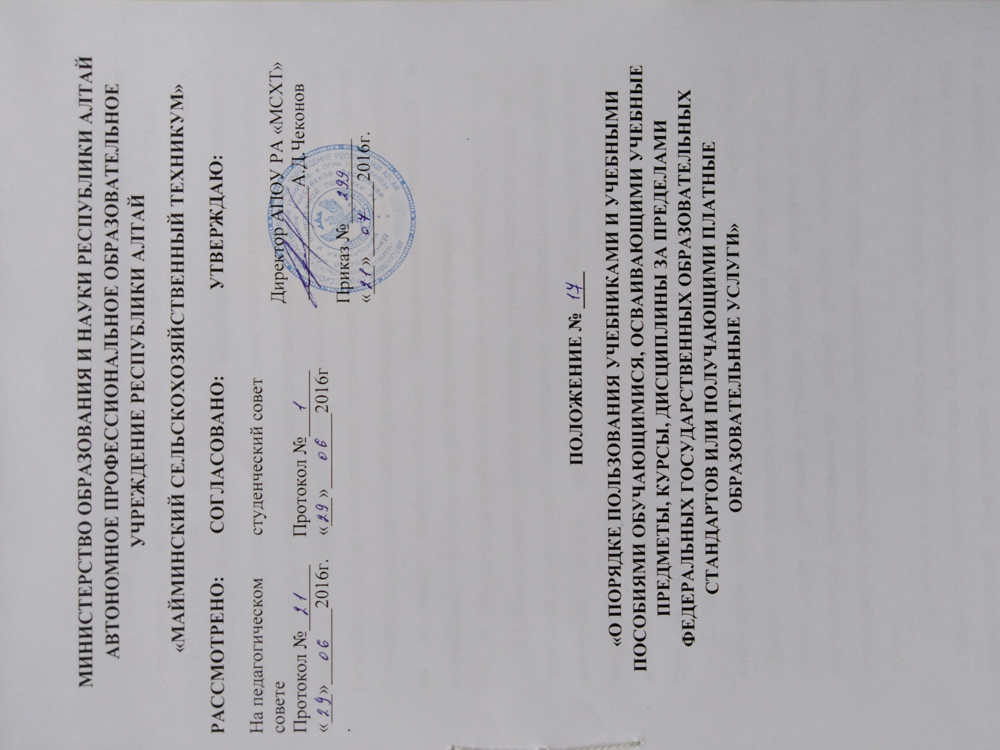 МИНИСТЕРСТВО ОБРАЗОВАНИЯ И НАУКИ РЕСПУБЛИКИ АЛТАЙ
АВТОНОМНОЕ ПРОФЕССИОНАЛЬНОЕ ОБРАЗОВАТЕЛЬНОЕ
УЧРЕЖДЕНИЕ РЕСПУБЛИКИ АЛТАЙ
«МАЙМИНСКИЙ СЕЛЬСКОХОЗЯЙСТВЕННЫЙ ТЕХНИКУМ»
РАССМОТРЕНО:
На педагогическом
совете
Протокол № 21
«29» 06 2016г.
.
СОГЛАСОВАНО:
студенческий совет
Протокол № 1
«29» 06 2016г
УТВЕРЖДАЮ:
Директор АПОУ РА «МСХТ»
А.Д.Чеконов
Приказ № 299
«21» 07 2016г.
ПОЛОЖЕНИЕ № 17
«О ПОРЯДКЕ ПОЛЬЗОВАНИЯ УЧЕБНИКАМИ И УЧЕБНЫМИ
ПОСОБИЯМИ ОБУЧАЮЩИМИСЯ, ОСВАИВАЮЩИМИ УЧЕБНЫЕ
ПРЕДМЕТЫ, КУРСЫ, ДИСЦИПЛИНЫ ЗА ПРЕДЕЛАМИ
ФЕДЕРАЛЬНЫХ ГОСУДАРСТВЕННЫХ ОБРАЗОВАТЕЛЬНЫХ
СТАНДАРТОВ ИЛИ ПОЛУЧАЮЩИМИ ПЛАТНЫЕ
ОБРАЗОВАТЕЛЬНЫЕ УСЛУГИ»